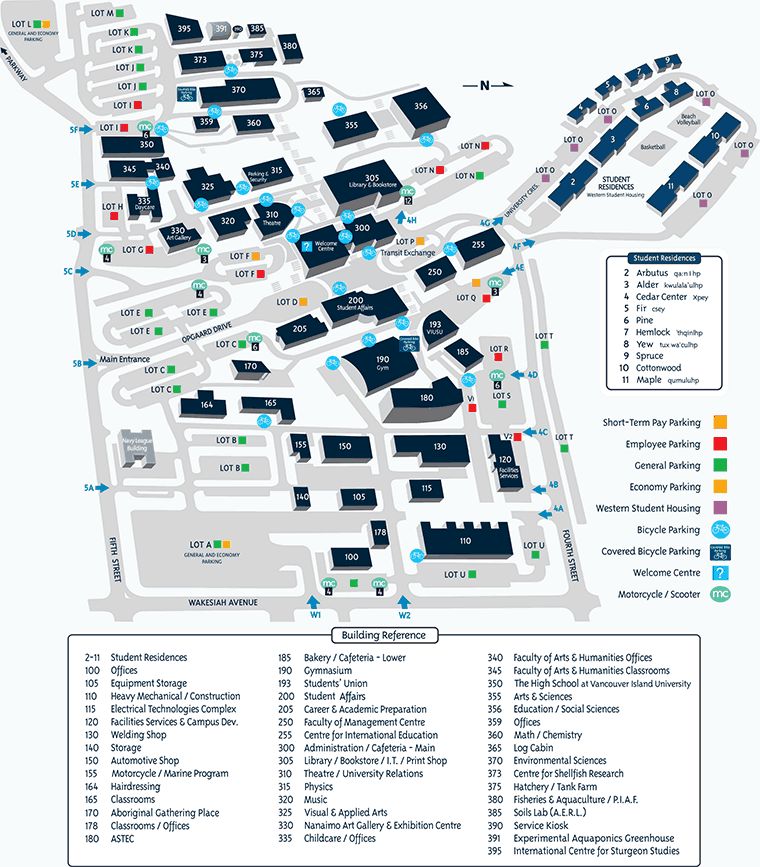 LOT M
LOT L
GENERAL AND ECONOMY
PARKING
PARKWAY
LOT K
LOT K
LOT J
LOT J
LOT I
LOT I
395
391
390
385
373
375
380
Covered Bike
Parking
370
365
359
360
355
356
N
5F
mc
6
350
345
340
5E
335
Daycare
325
Parking &
Security
315
305
Library & Bookstore
LOT N
LOT N
mc
12
4H
LOT H
5D
330
Art Gallery
320
310
Theatre
300
Welcome
Centre
?
LOT P
Transit Exchange
255
250
4G
UNIVERSITY CRES.
4F
4E
mc
4
LOT G
mc
3
LOT F
LOT F
5C
mc
4
LOT E
LOT E
LOT E
OPGAARD DRIVE
LOT D
200
Student Affairs
205
LOT Q
mc
3
193
VIUSU
Covered Bike
Parking
LOT C
mc
6
190
Gym
185
LOT R
mc
6
4D
LOT S
LOT T
5B
Main Entrance
170
LOT C
LOT C
164
165
180
V1
4C
V2
LOT T
Navy League
Building
LOT B
LOT B
155
150
130
120
Facilities
Services
5A
140
105
115
4B
4A
LOT A
GENERAL AND ECONOMY
PARKING
178
100
110
LOT U
LOT U
FIFTH STREET
FOURTH STREET
mc
4
mc
4
WAKESIAH AVENUE
W1
W2
LOT O
LOT O
LOT O
LOT O
LOT O
LOT O
4
5
7
9
6
8
3
2
10
11
Beach
Volleyball
Basketball
STUDENT
RESIDENCES
Western Student Housing
Student Residences
2 Arbutus
3 Alder kwulala'ulhp
4 Cedar Center Xpey
5 Fir csey
6 Pine
7 Hemlock 'thqinlhp
8 Yew tux wa'culhp
9 Spruce
10 Cottonwood
11 Maple qumuluhp
Short-Term Pay Parking
Employee Parking
General Parking
Economy Parking
Western Student Housing
Bicycle Parking
Covered Bicycle Parking
Covered Bike
Parking
Welcome Centre
?
Motorcycle / Scooter
mc
Building Reference
2-11 Student Residences
100 Offices
105 Equipment Storage
110 Heavy Mechanical / Construction
115 Electrical Technologies Complex
120 Facilities Services & Campus Dev.
130 Welding Shop
140 Storage
150 Automotive Shop
155 Motorcycle / Marine Program
164 Hairdressing
165 Classrooms
170 Aboriginal Gathering Place
178 Classrooms / Offices
180 ASTEC
185 Bakery / Cafeteria - Lower
190 Gymnasium
193 Students' Union
200 Student Affairs
205 Career & Academic Preparation
250 Faculty of Management Centre
255 Centre for International Education
300 Administration / Cafeteria - Main
305 Library / Bookstore / I.T. / Print Shop
310 Theatre / University Relations
315 Physics
320 Music
325 Visual & Applied Arts
330 Nanaimo Art Gallery & Exhibition Centre
335 Childcare / Offices
340 Faculty of Arts & Humanities Offices
345 Faculty of Arts & Humanities Classrooms
350 The High School at Vancouver Island University
355 Arts & Sciences
356 Education / Social Sciences
359 Offices
360 Math / Chemistry
365 Log Cabin
370 Environmental Sciences
373 Centre for Shellfish Research
375 Hatchery / Tank Farm
380 Fisheries & Aquaculture / P.I.A.F.
385 Soils Lab (A.E.R.L.)
390 Service Kiosk
391 Experimental Aquaponics Greenhouse
395 International Centre for Sturgeon Studies